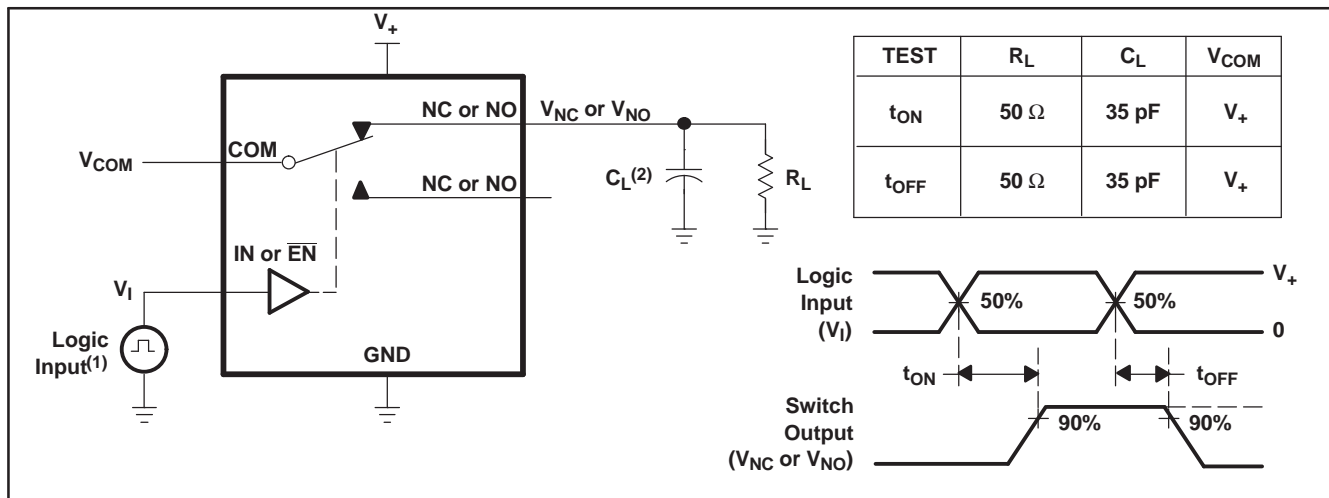 V+
NC or NO
VNC or VNO
VCOM
COM
NC or NO
CL(2)
RL
IN or E̅N̅
VI
Logic
Input(1)
GND
TEST RL CL VCOM
tON 50 Ω 35 pF V+
tOFF 50 Ω 35 pF V+
Logic
Input
(VI)
50%
50%
V+
0
tON
tOFF
Switch
Output
(VNC or VNO)
90%
90%